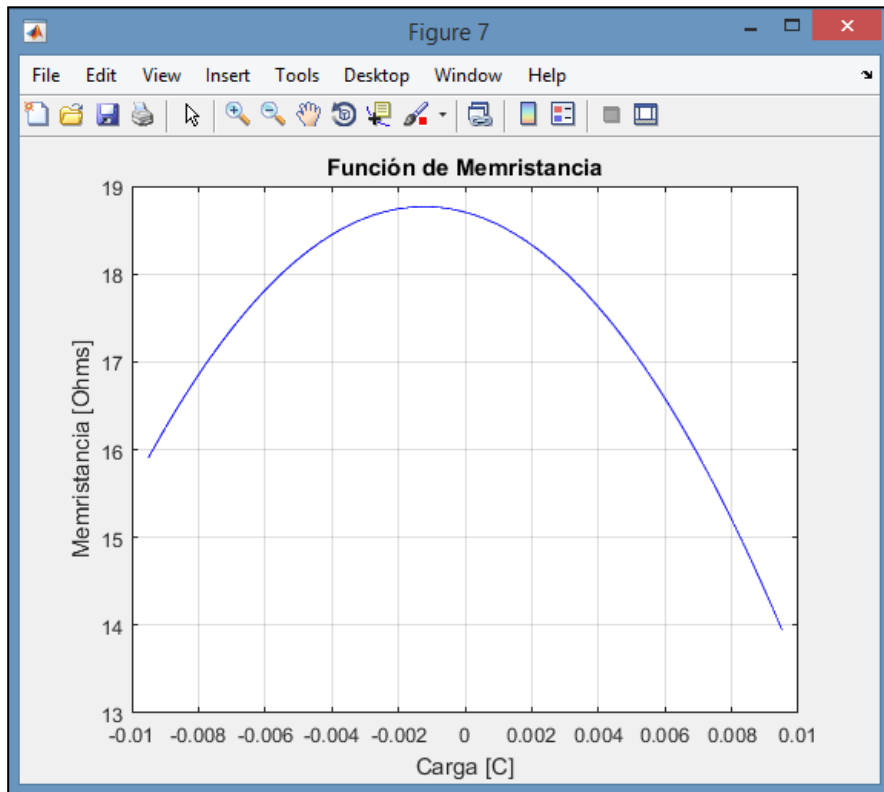 Figure 7
File Edit View Insert Tools Desktop Window Help
Función de Memristancia
19
18
17
16
15
14
13
Memristancia [Ohms]
-0.01 -0.008 -0.006 -0.004 -0.002 0 0.002 0.004 0.006 0.008 0.01
Carga [C]